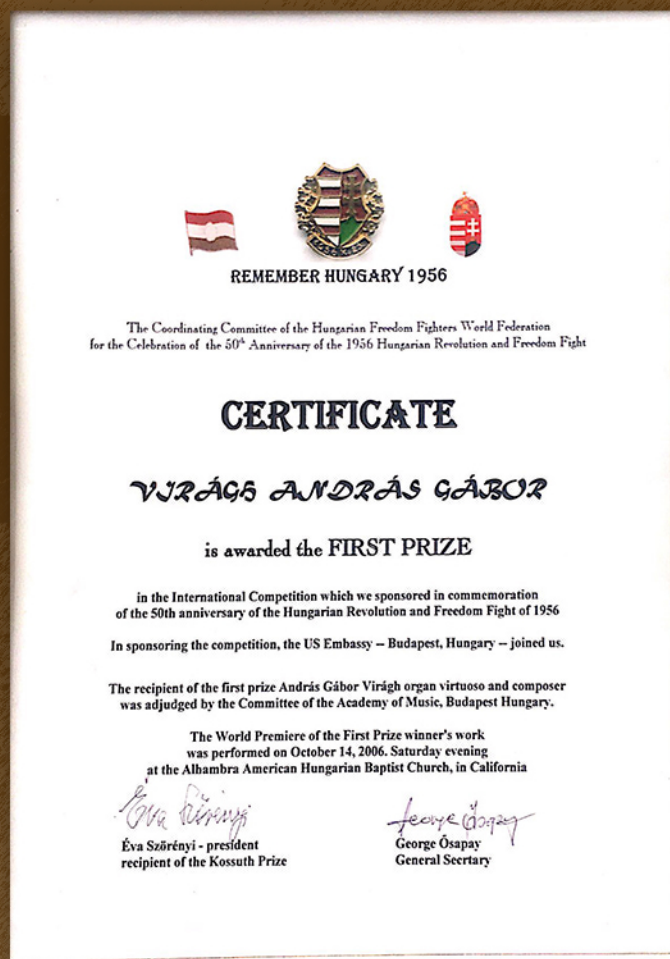 REMEMBER HUNGARY 1956
The Coordinating Committee of the Hungarian Freedom Fighters World Federation
for the Celebration of the 50th Anniversary of the 1956 Hungarian Revolution and Freedom Fight
CERTIFICATE
VIRÁGH ANDRÁS GÁBOR
is awarded the FIRST PRIZE
in the International Competition which we sponsored in commemoration
of the 50th anniversary of the Hungarian Revolution and Freedom Fight of 1956
In sponsoring the competition, the US Embassy – Budapest, Hungary – joined us.
The recipient of the first prize András Gábor Virágh organ virtuoso and composer
was adjudged by the Committee of the Academy of Music, Budapest Hungary.
The World Premiere of the First Prize winner's work
was performed on October 14, 2006. Saturday evening
at the Alhambra American Hungarian Baptist Church, in California
Éva Szörényi
George Ősapay
Éva Szörényi - president
George Ősapay
recipient of the Kossuth Prize
General Secrtary